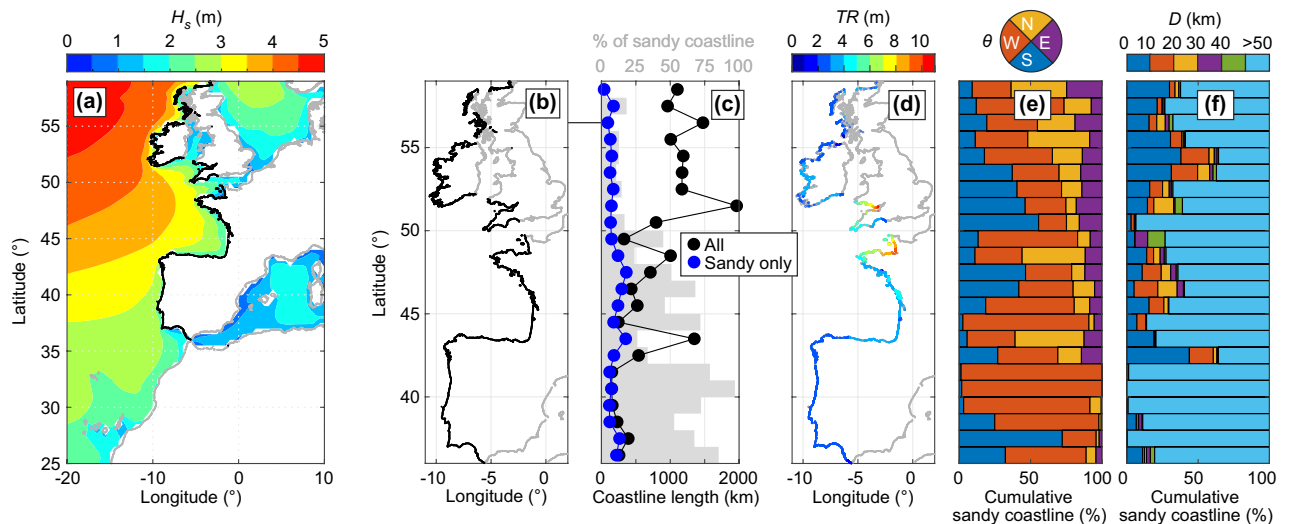 Hs (m)
0 1 2 3 4 5
(a)
Latitude (°)
55
50
45
40
35
30
25
-20 -10 0 10
Longitude (°)
(b)
Latitude (°)
55
50
45
40
-10 -5 0
Longitude (°)
% of sandy coastline
0 25 50 75 100
(c)
All
Sandy only
0 1000 2000
Coastline length (km)
TR (m)
0 2 4 6 8 10
(d)
-10 -5 0
Longitude (°)
θ
N
W E
S
(e)
0 50 100
Cumulative
sandy coastline (%)
D (km)
0 10 20 30 40 >50
(f)
0 50 100
Cumulative
sandy coastline (%)